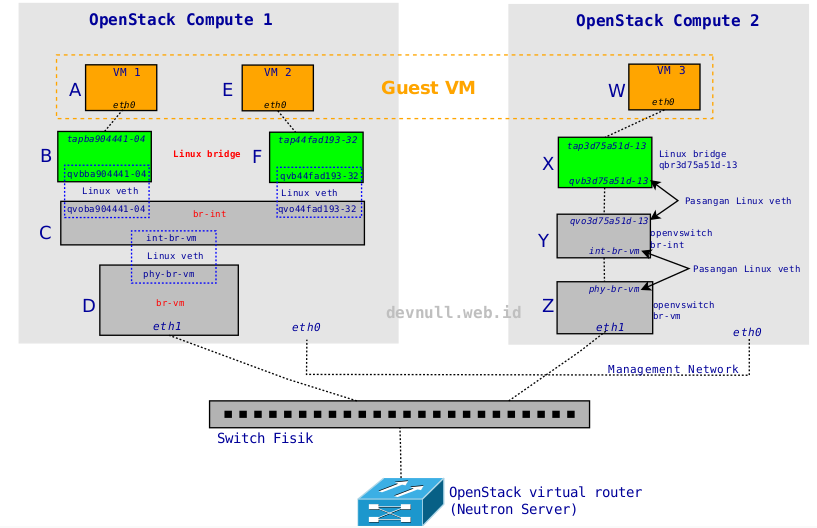 OpenStack Compute 1
OpenStack Compute 2
Guest VM
A
VM 1
eth0
E
VM 2
eth0
W
VM 3
eth0
B
tapba904441-04
qvbba904441-04
Linux bridge
F
tap44fad193-32
qvb44fad193-32
X
tap3d75a51d-13
qvb3d75a51d-13
Linux bridge
qbr3d75a51d-13
Linux veth
Linux veth
Pasangan Linux veth
C
qvoba904441-04
br-int
qvo44fad193-32
int-br-vm
Y
qvo3d75a51d-13
int-br-vm
openvswitch
br-int
Linux veth
Pasangan Linux veth
D
phy-br-vm
br-vm
eth1
eth0
Z
phy-br-vm
eth1
openvswitch
br-vm
eth0
devnull.web.id
Management Network
Switch Fisik
OpenStack virtual router
(Neutron Server)